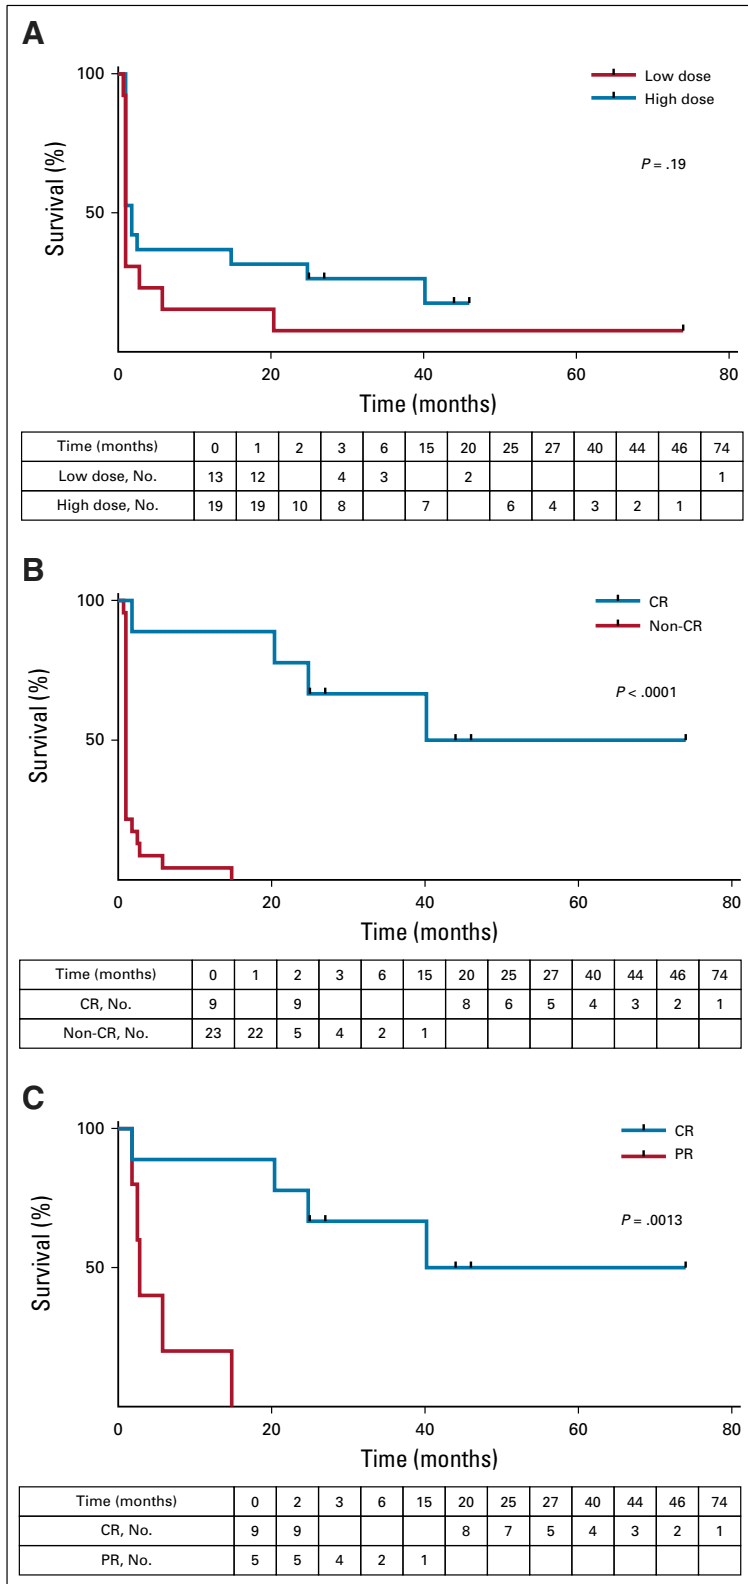 A
100
50
Survival (%)
Low dose
High dose
P = .19
0 20 40 60 80
Time (months)
Time (months) 0 1 2 3 6 15 20 25 27 40 44 46 74
Low dose, No. 13 12 4 3 2 1
High dose, No. 19 19 10 8 7 6 4 3 2 1
B
100
50
Survival (%)
CR
Non-CR
P < .0001
0 20 40 60 80
Time (months)
Time (months) 0 1 2 3 6 15 20 25 27 40 44 46 74
CR, No. 9 9 8 6 5 4 3 2 1
Non-CR, No. 23 22 5 4 2 1
C
100
50
Survival (%)
CR
PR
P = .0013
0 20 40 60 80
Time (months)
Time (months) 0 2 3 6 15 20 25 27 40 44 46 74
CR, No. 9 9 8 7 5 4 3 2 1
PR, No. 5 5 4 2 1